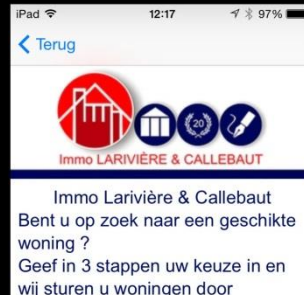 iPad 12:17 97%
Terug
20
Immo LARIVIÈRE & CALLEBAUT
Immo Larivière & Callebaut
Bent u op zoek naar een geschikte
woning ?
Geef in 3 stappen uw keuze in en
wij sturen u woningen door